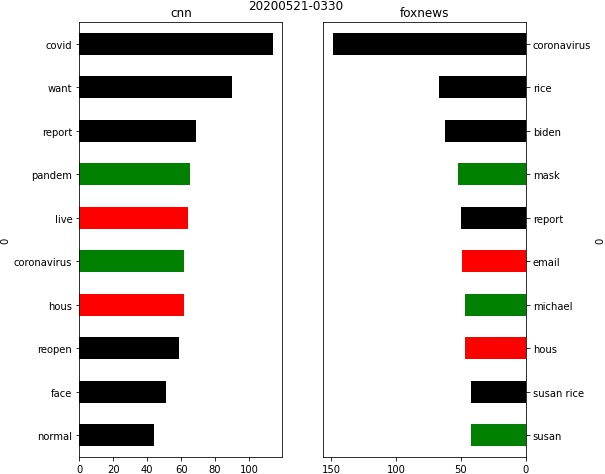 20200521-0330
cnn
foxnews
covid
want
report
pandem
live
coronavirus
hous
reopen
face
normal
0
0 20 40 60 80 100
coronavirus
rice
biden
mask
report
email
michael
hous
susan rice
susan
0
150 100 50 0